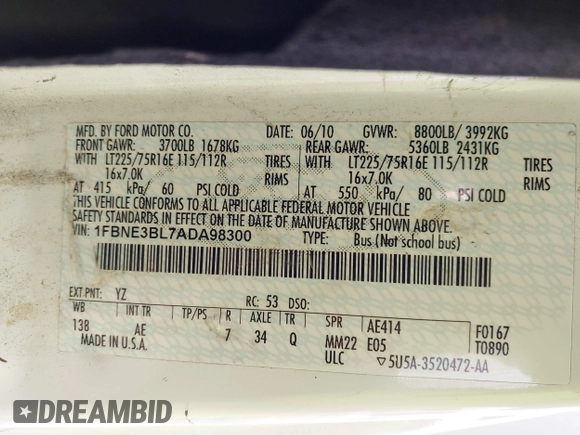 MFD. BY FORD MOTOR CO. DATE: 06/10 GVWR: 8800LB/ 3992KG
FRONT GAWR: 3700LB 1678KG REAR GAWR: 5360LB 2431KG
WITH LT225/75R16E 115/112R TIRES WITH LT225/75R16E 115/112R TIRES
16x7.0K RIMS 16x7.0K RIMS
AT 415 kPa/ 60 PSI COLD AT 550 kPa/ 80 PSI COLD
THIS VEHICLE CONFORMS TO ALL APPLICABLE FEDERAL MOTOR VEHICLE
SAFETY STANDARDS IN EFFECT ON THE DATE OF MANUFACTURE SHOWN ABOVE.
VIN: 1FBNE3BL7ADA98300 TYPE: Bus (Not school bus)
EXT PNT: YZ RC: 53 DSO:
WB INT TR TP/PS R AXLE TR SPR AE414 F0167
138 AE 7 34 Q MM22 E05 T0890
MADE IN U.S.A. ULC 5U5A-3520472-AA
DREAMBID